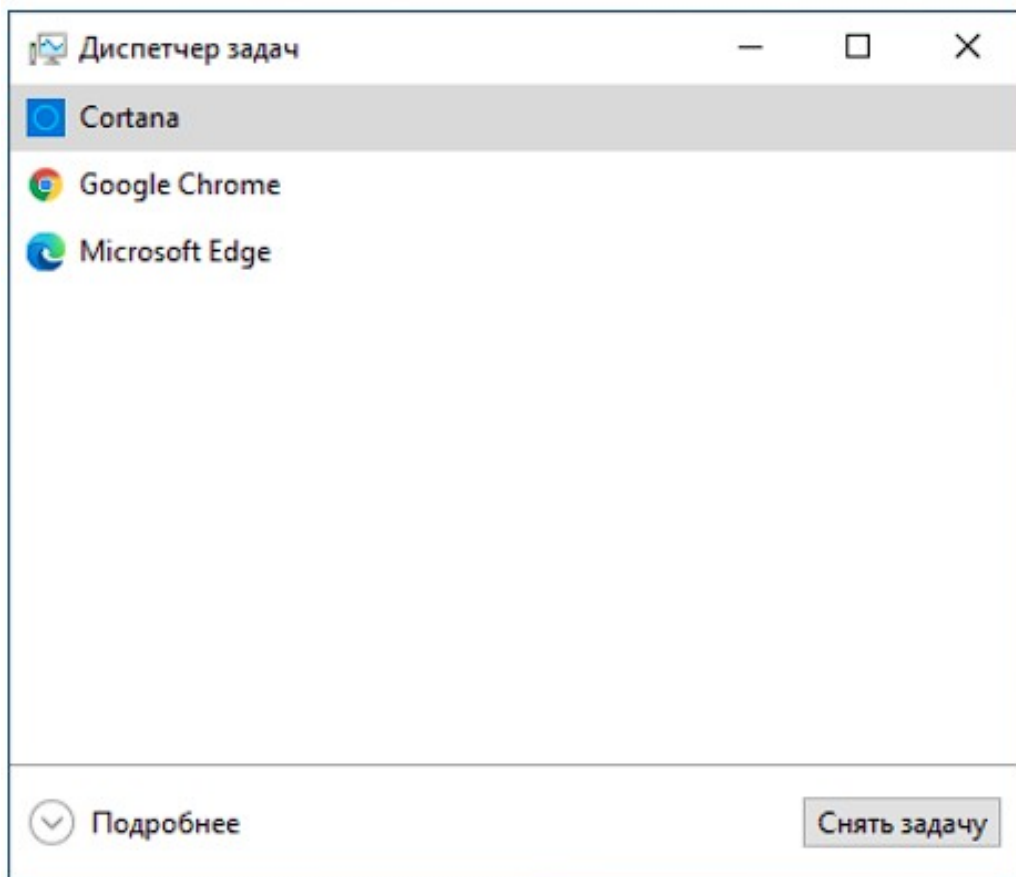 Диспетчер задач
Cortana
Google Chrome
Microsoft Edge
Подробнее
Снять задачу